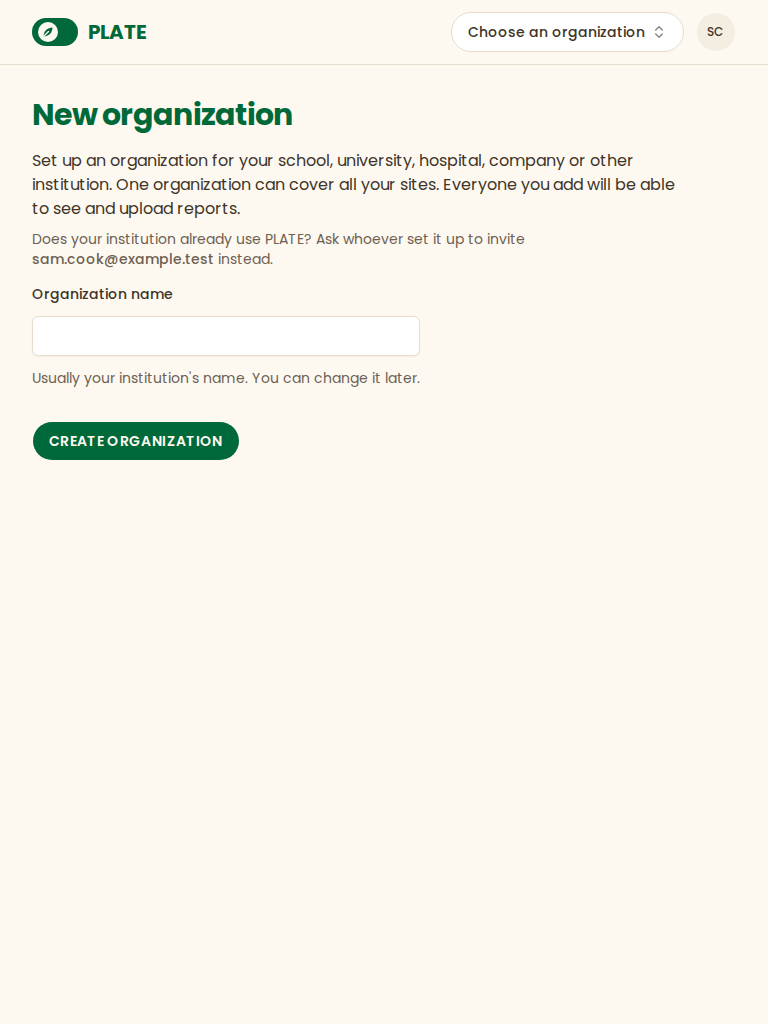 PLATE
Choose an organization
SC
New organization
Set up an organization for your school, university, hospital, company or other
institution. One organization can cover all your sites. Everyone you add will be able
to see and upload reports.
Does your institution already use PLATE? Ask whoever set it up to invite
sam.cook@example.test instead.
Organization name
Usually your institution's name. You can change it later.
CREATE ORGANIZATION